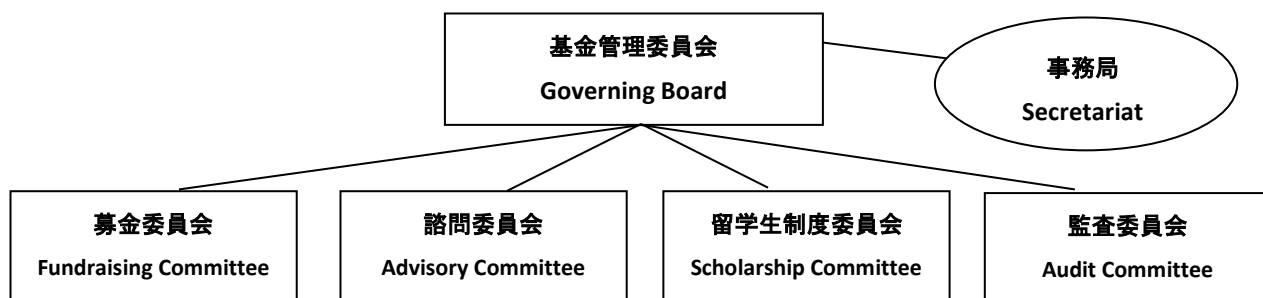 基金管理委員会
Governing Board
事務局
Secretariat
募金委員会
Fundraising Committee
諮問委員会
Advisory Committee
留学生制度委員会
Scholarship Committee
監査委員会
Audit Committee